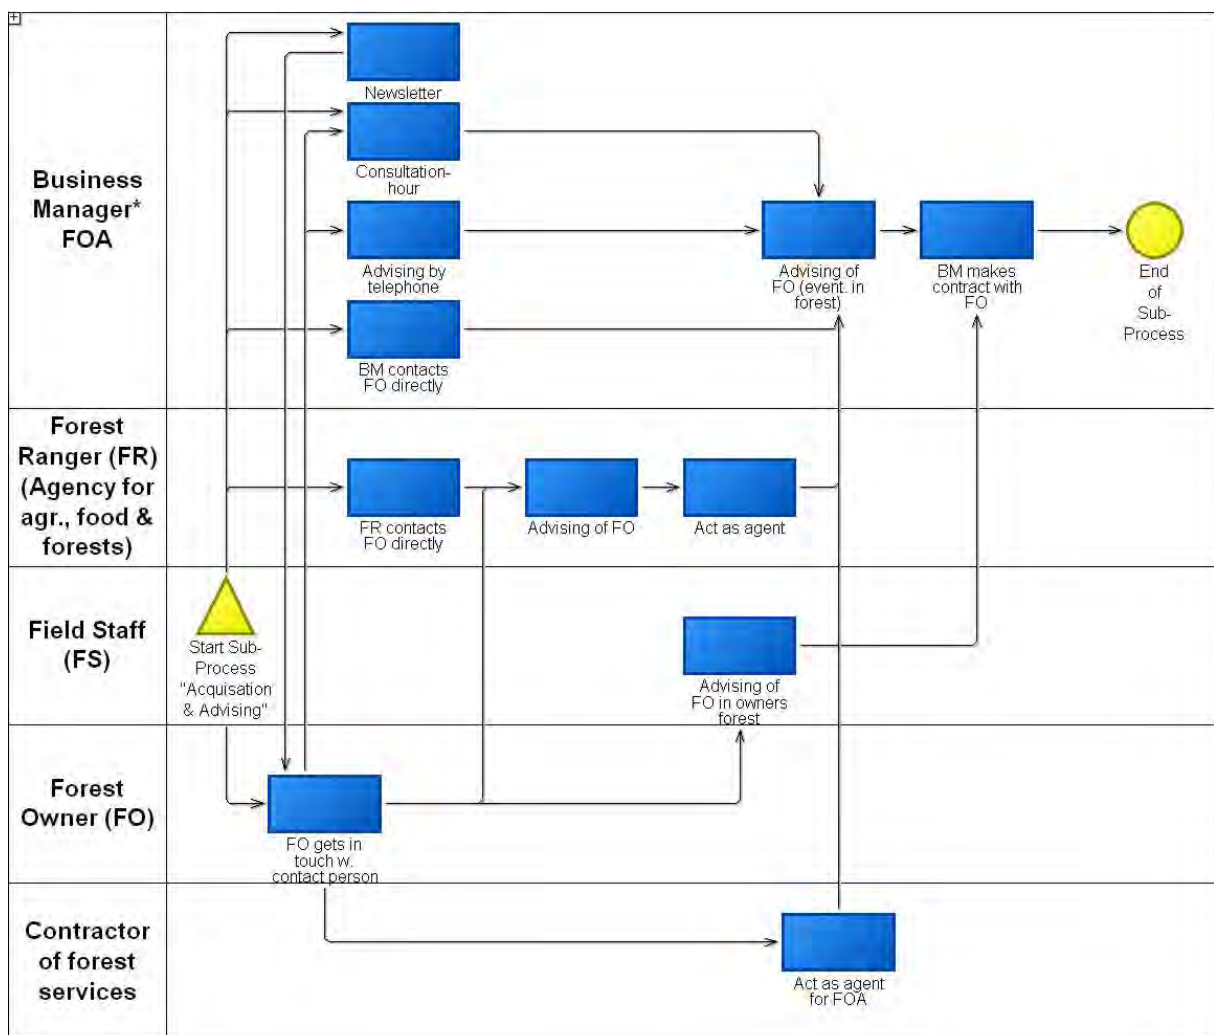 Business
Manager*
FOA
Newsletter
Consultation-
hour
Advising by
telephone
BM contacts
FO directly
Advising of
FO (event. in
forest)
BM makes
contract with
FO
End
of
Sub-
Process
Forest
Ranger (FR)
(Agency for
agr., food &
forests)
FR contacts
FO directly
Advising of FO
Act as agent
Field Staff
(FS)
Start Sub-
Process
"Acquisation
& Advising"
Advising of
FO in owners
forest
Forest
Owner (FO)
FO gets in
touch w.
contact person
Contractor
of forest
services
Act as agent
for FOA